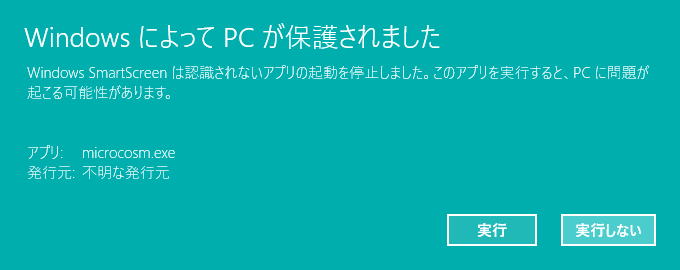 Windows によって PC が保護されました
Windows SmartScreen は認識されないアプリの起動を停止しました。このアプリを実行すると、PC に問題が
起こる可能性があります。
アプリ: microcosm.exe
発行元: 不明な発行元
実行 実行しない